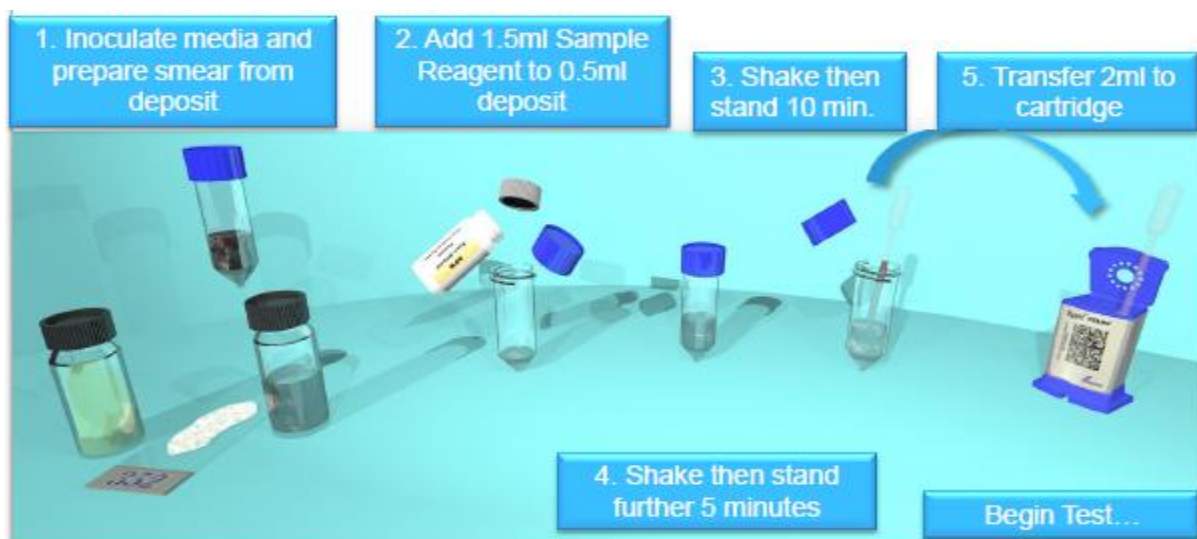 1. Inoculate media and
prepare smear from
deposit
2. Add 1.5ml Sample
Reagent to 0.5ml
deposit
3. Shake then
stand 10 min.
5. Transfer 2ml to
cartridge
332
4. Shake then stand
further 5 minutes
Begin Test…